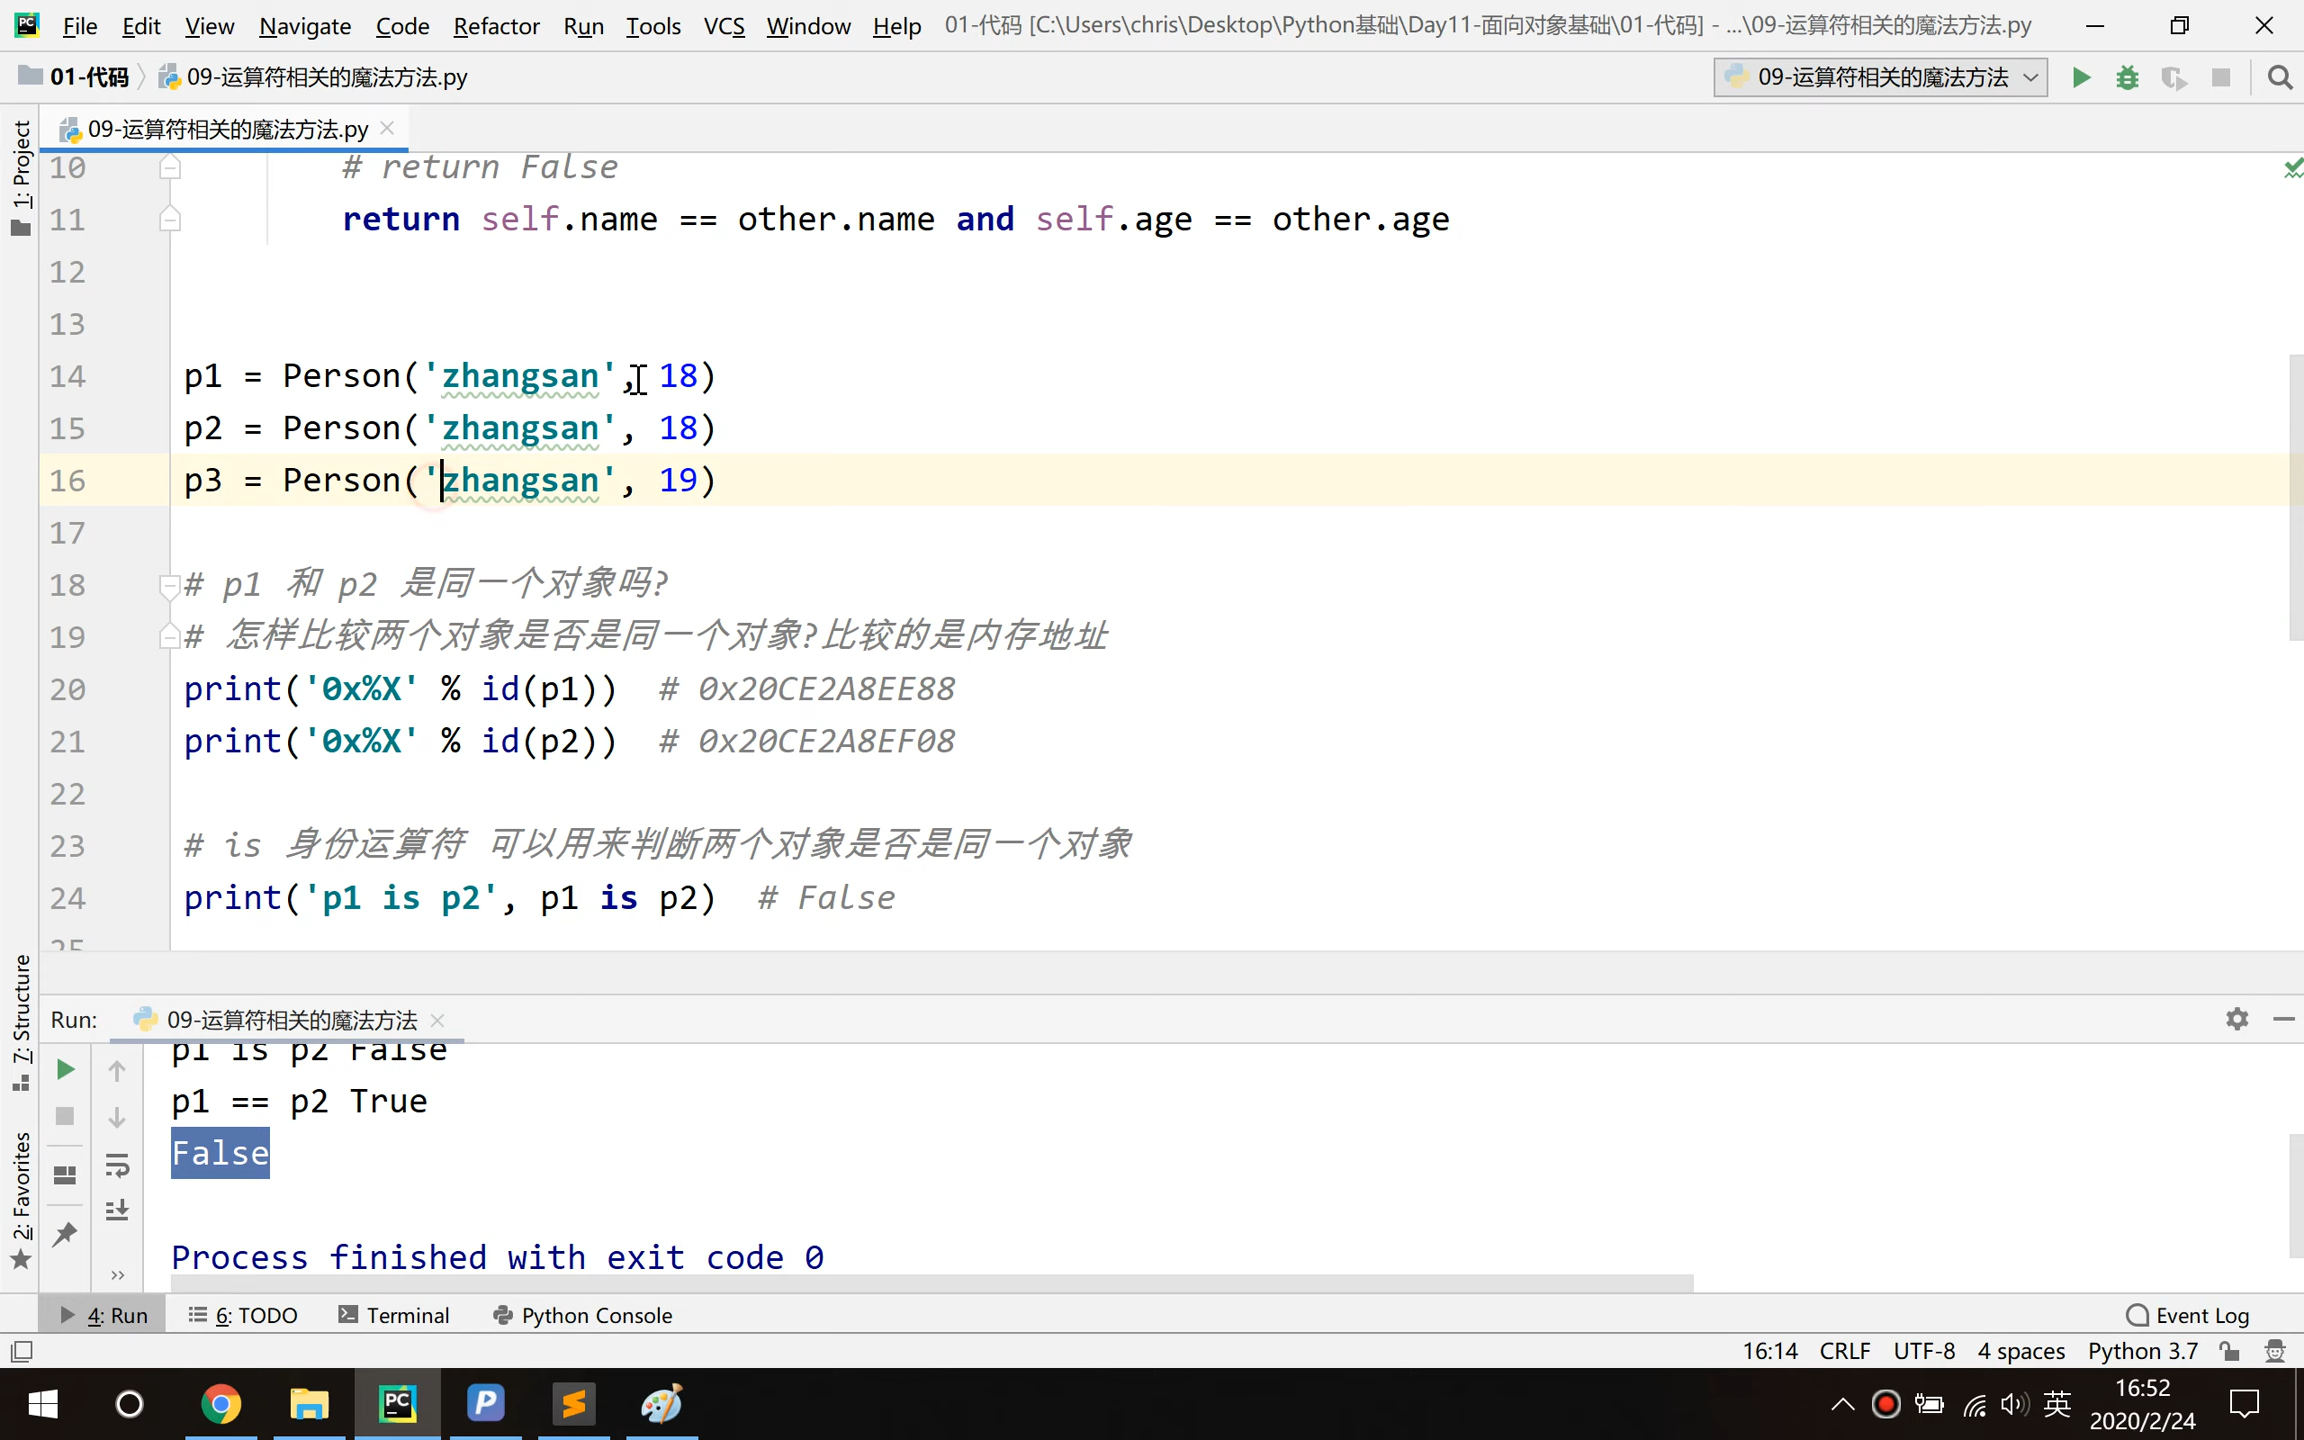 File Edit View Navigate Code Refactor Run Tools VCS Window Help 01-代码 [C:\Users\chris\Desktop\Python基础\Day11-面向对象基础\01-代码] - ...\09-运算符相关的魔法方法.py
01-代码 09-运算符相关的魔法方法.py 09-运算符相关的魔法方法
1: Project
09-运算符相关的魔法方法.py
10 # return False
11 return self.name == other.name and self.age == other.age
12
13
14 p1 = Person('zhangsan', 18)
15 p2 = Person('zhangsan', 18)
16 p3 = Person('zhangsan', 19)
17
18 # p1 和 p2 是同一个对象吗?
19 # 怎样比较两个对象是否是同一个对象?比较的是内存地址
20 print('0x%X' % id(p1)) # 0x20CE2A8EE88
21 print('0x%X' % id(p2)) # 0x20CE2A8EF08
22
23 # is 身份运算符 可以用来判断两个对象是否是同一个对象
24 print('p1 is p2', p1 is p2) # False
25
7: Structure
2: Favorites
Run: 09-运算符相关的魔法方法
p1 is p2 False
p1 == p2 True
False
Process finished with exit code 0
4: Run 6: TODO Terminal Python Console Event Log
16:14 CRLF UTF-8 4 spaces Python 3.7
英 16:52
2020/2/24